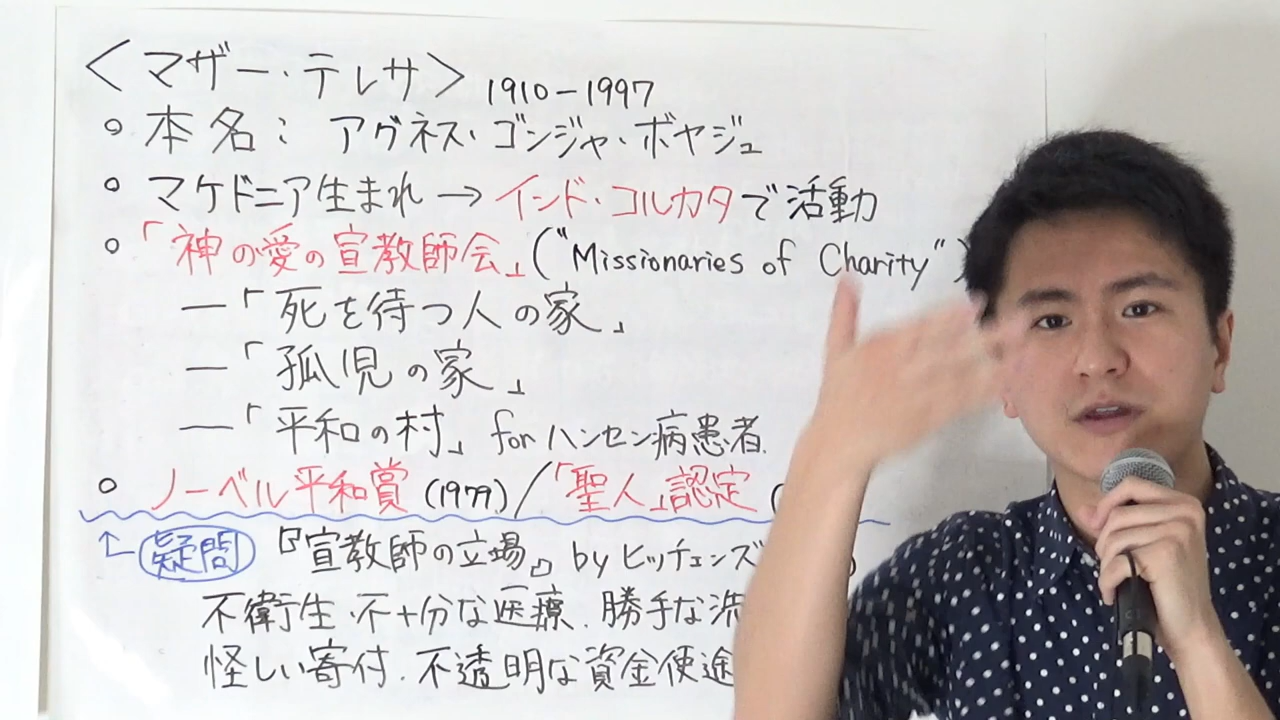 〈マザー・テレサ〉 1910-1997
○ 本名: アグネス・ゴンジャ・ボヤジュ
○ マケドニア生まれ → インド・コルカタで活動
○ 「神の愛の宣教師会」("Missionaries of Charity")
―「死を待つ人の家」
―「孤児の家」
―「平和の村」 for ハンセン病患者.
○ ノーベル平和賞 (1979) /「聖人」認定 (
↑ 疑問 『宣教師の立場』 by ヒッチェンズ
不衛生・不十分な医療. 勝手な洗
怪しい寄付. 不透明な資金使途